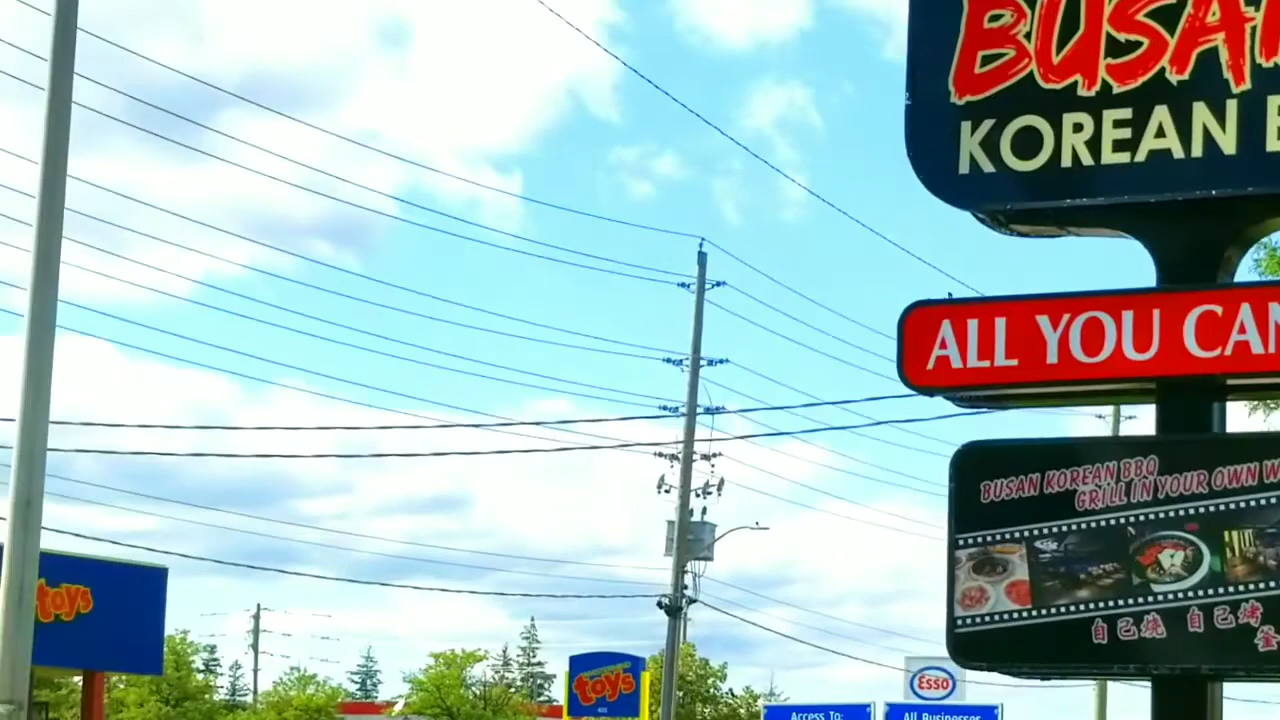 BUSA
KOREAN
ALL YOU CAN
BUSAN KOREAN BBQ
GRILL IN YOUR OWN W
自己烧 自己烤
釜
toys
toys
Esso
Access To:
All Businesses